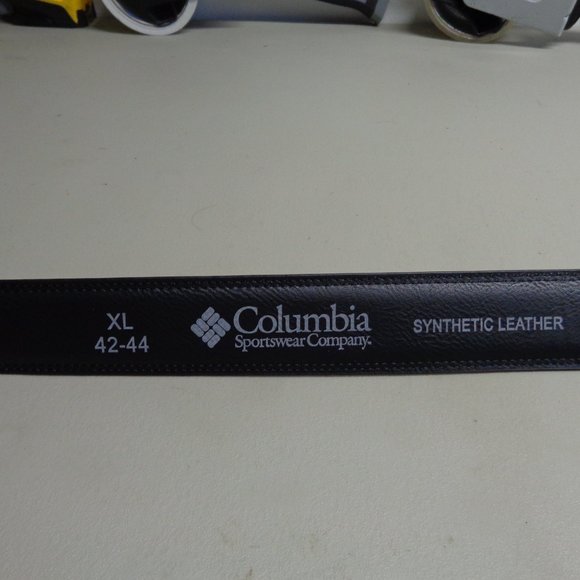 XL
42-44
Columbia
Sportswear Company.
SYNTHETIC LEATHER